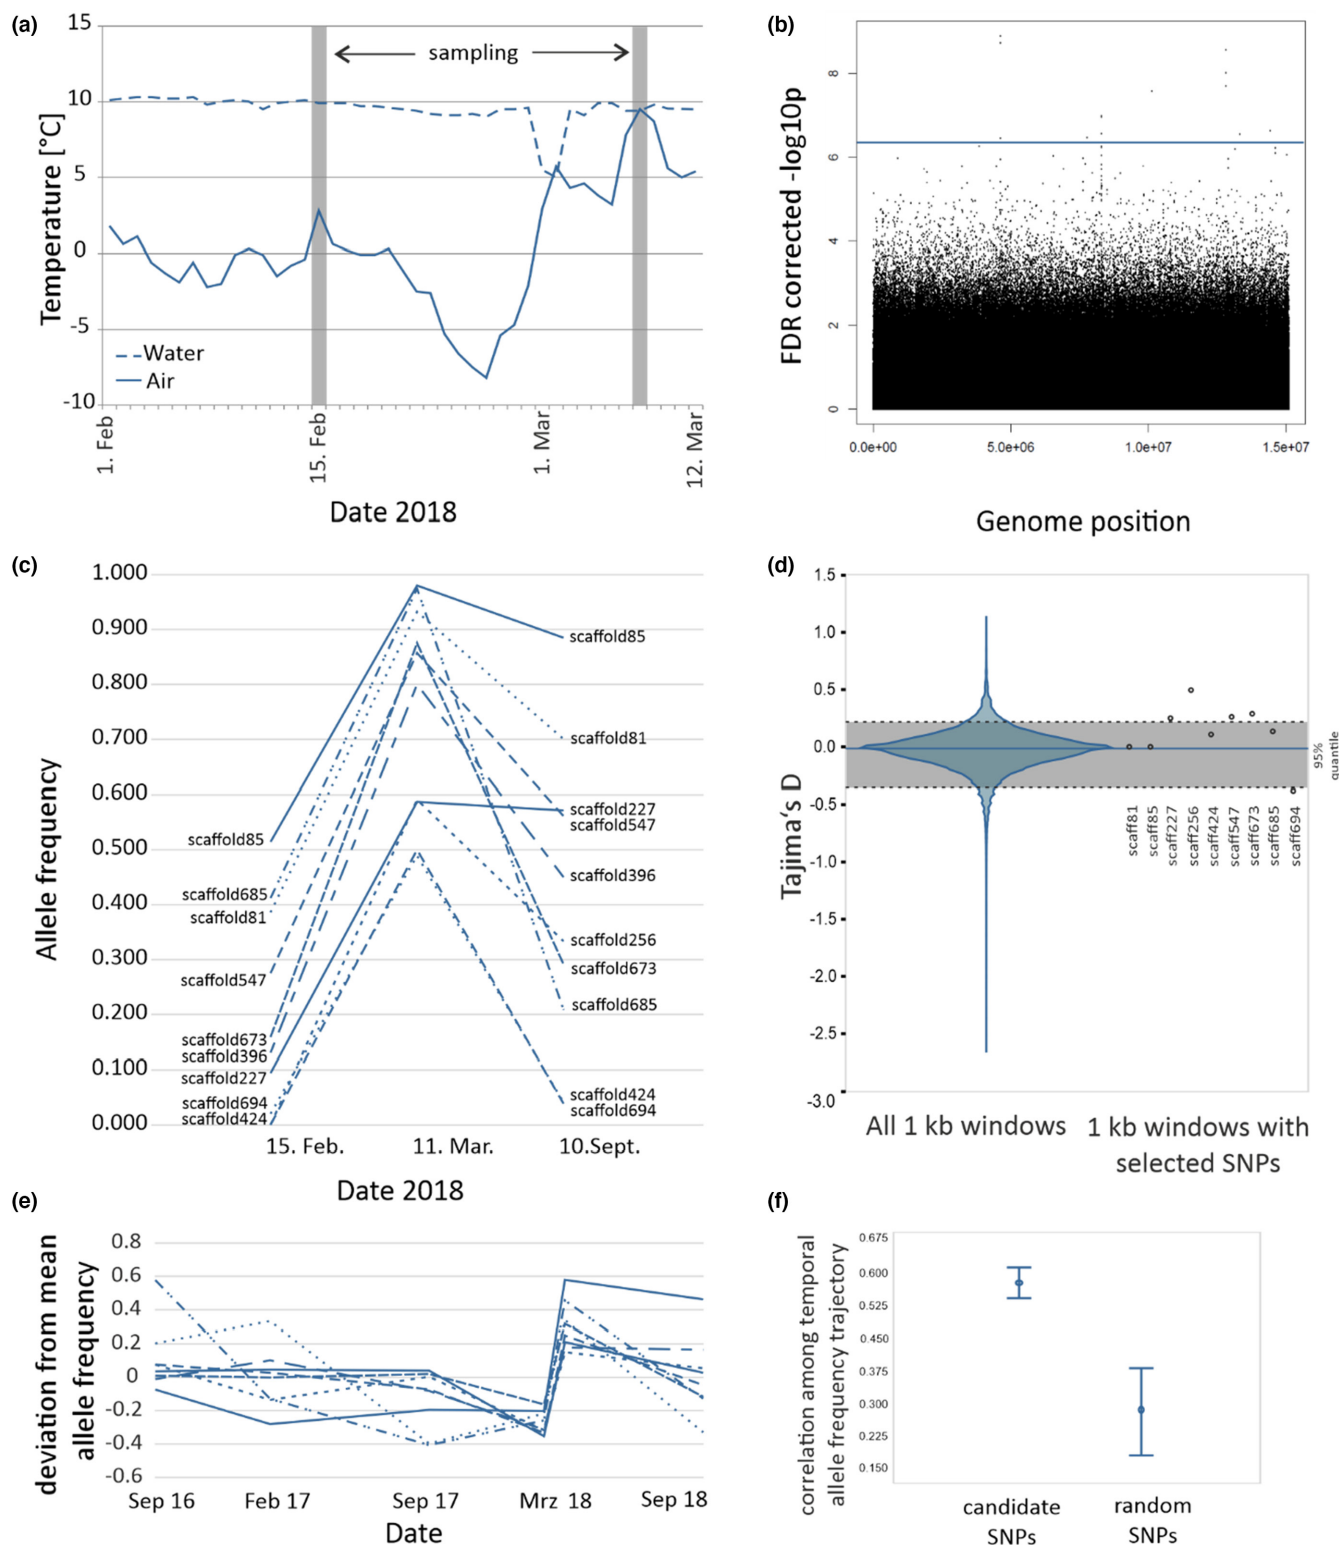 (a)
15
10
5
0
-5
-10
Temperature [°C]
sampling
Water
Air
1. Feb
15. Feb
1. Mar
12. Mar
Date 2018
(b)
8
6
4
2
0
FDR corrected -log10p
0.0e+00
5.0e+06
1.0e+07
1.5e+07
Genome position
(c)
1.000
0.900
0.800
0.700
0.600
0.500
0.400
0.300
0.200
0.100
0.000
Allele frequency
scaffold85
scaffold685
scaffold81
scaffold547
scaffold673
scaffold396
scaffold227
scaffold694
scaffold424
scaffold85
scaffold81
scaffold227
scaffold547
scaffold396
scaffold256
scaffold673
scaffold685
scaffold424
scaffold694
15. Feb.
11. Mar.
10.Sept.
Date 2018
(d)
1.5
1.0
0.5
0.0
-0.5
-1.0
-1.5
-2.0
-2.5
-3.0
Tajima‘s D
95%
quantile
scaff81
scaff85
scaff227
scaff256
scaff424
scaff547
scaff673
scaff685
scaff694
All 1 kb windows
1 kb windows with
selected SNPs
(e)
0.8
0.6
0.4
0.2
0
-0.2
-0.4
-0.6
deviation from mean
allele frequency
Sep 16
Feb 17
Sep 17
Mrz 18
Sep 18
Date
(f)
0.675
0.600
0.525
0.450
0.375
0.300
0.225
0.150
correlation among temporal
allele frequency trajectory
candidate
SNPs
random
SNPs